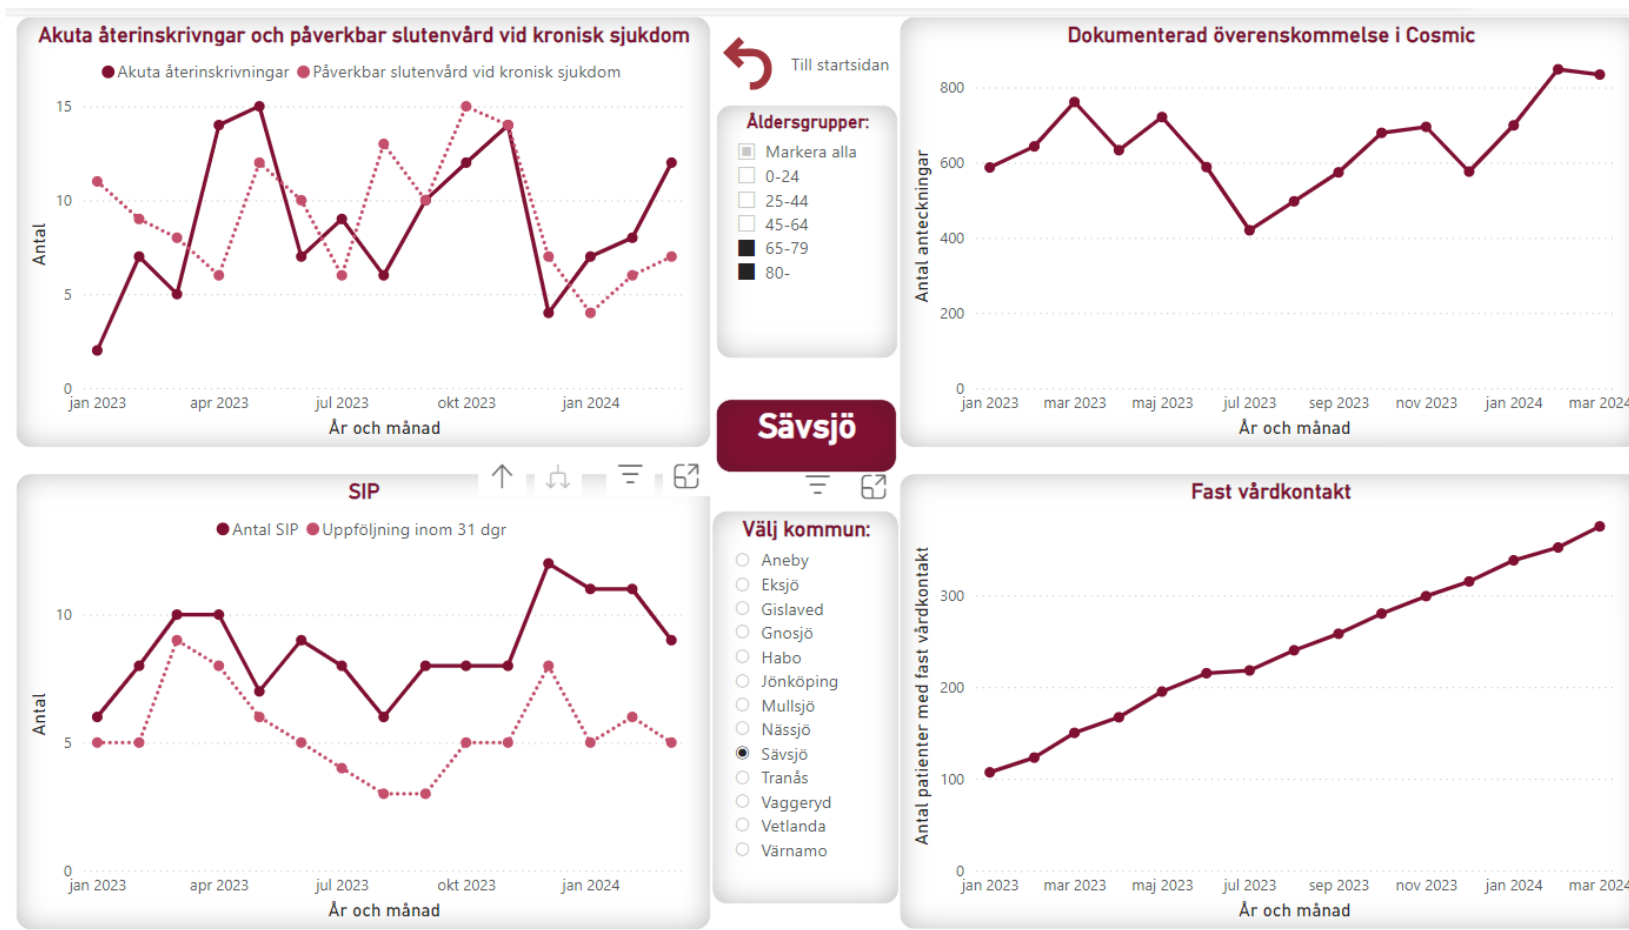 Akuta återinskrivngar och påverkbar slutenvård vid kronisk sjukdom
Akuta återinskrivningar Påverkbar slutenvård vid kronisk sjukdom
Antal
15
10
5
0
jan 2023 apr 2023 jul 2023 okt 2023 jan 2024
År och månad
Till startsidan
Åldersgrupper:
Markera alla
0-24
25-44
45-64
65-79
80-
Dokumenterad överenskommelse i Cosmic
Antal anteckningar
800
600
400
200
0
jan 2023 mar 2023 maj 2023 jul 2023 sep 2023 nov 2023 jan 2024 mar 2024
År och månad
Sävsjö
SIP
Antal SIP Uppföljning inom 31 dgr
Antal
10
5
0
jan 2023 apr 2023 jul 2023 okt 2023 jan 2024
År och månad
Välj kommun:
Aneby
Eksjö
Gislaved
Gnosjö
Habo
Jönköping
Mullsjö
Nässjö
Sävsjö
Tranås
Vaggeryd
Vetlanda
Värnamo
Fast vårdkontakt
Antal patienter med fast vårdkontakt
300
200
100
0
jan 2023 mar 2023 maj 2023 jul 2023 sep 2023 nov 2023 jan 2024 mar 2024
År och månad